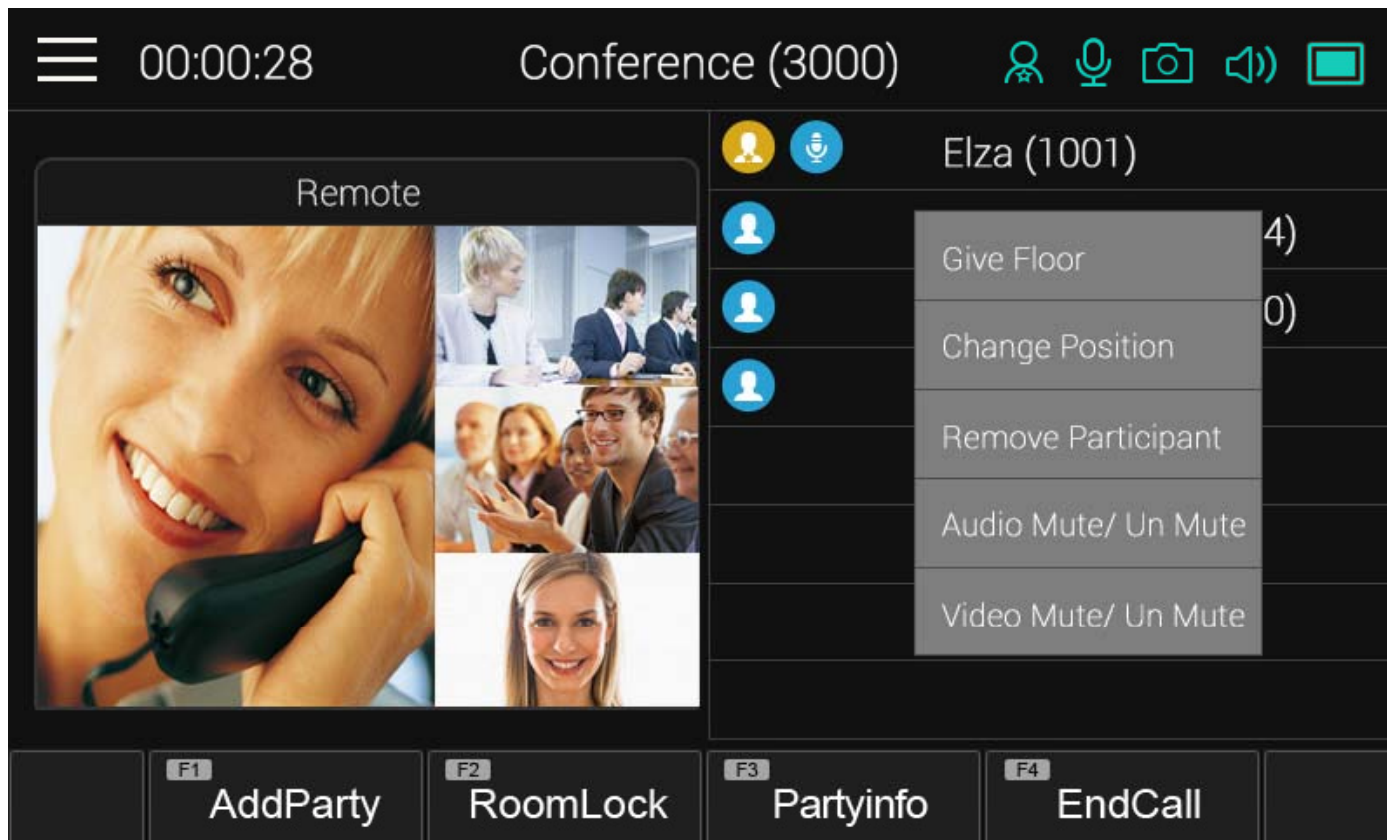 00:00:28 Conference (3000)
Remote
Elza (1001)
4)
0)
Give Floor
Change Position
Remove Participant
Audio Mute/ Un Mute
Video Mute/ Un Mute
F1 AddParty
F2 RoomLock
F3 Partyinfo
F4 EndCall